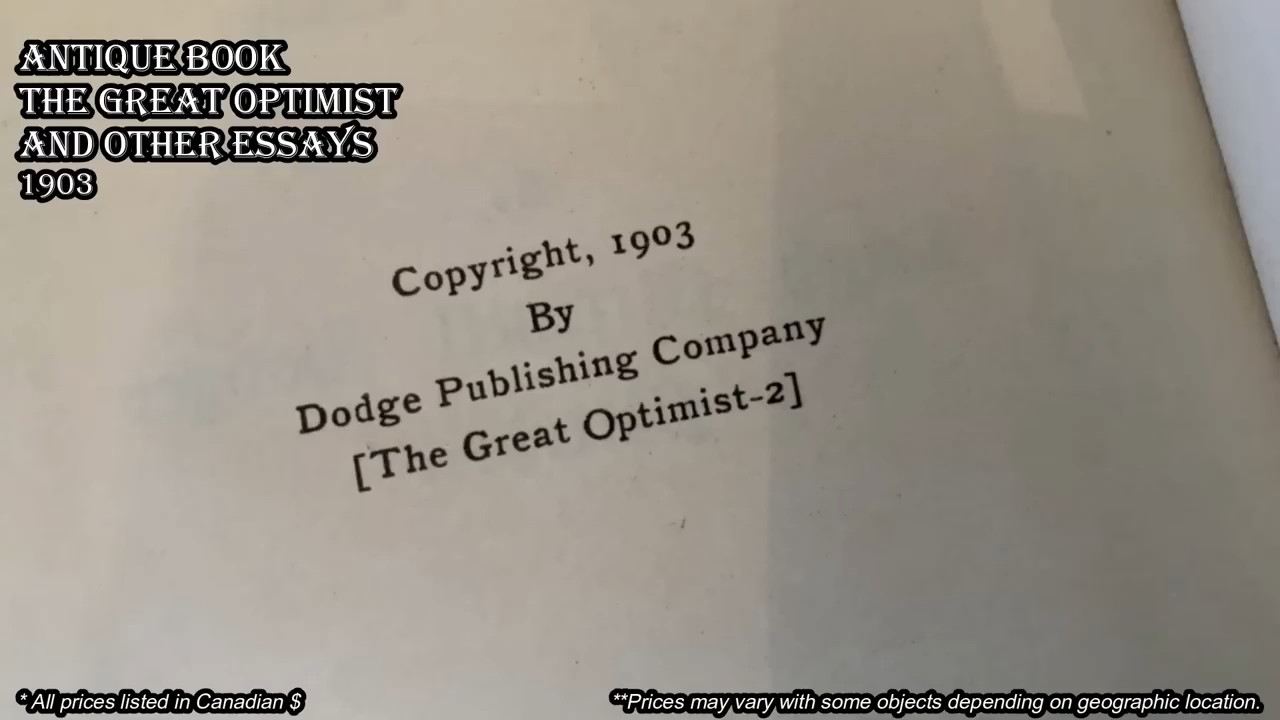 ANTIQUE BOOK
THE GREAT OPTIMIST
AND OTHER ESSAYS
1903
Copyright, 1903
By
Dodge Publishing Company
[The Great Optimist-2]
* All prices listed in Canadian $
**Prices may vary with some objects depending on geographic location.